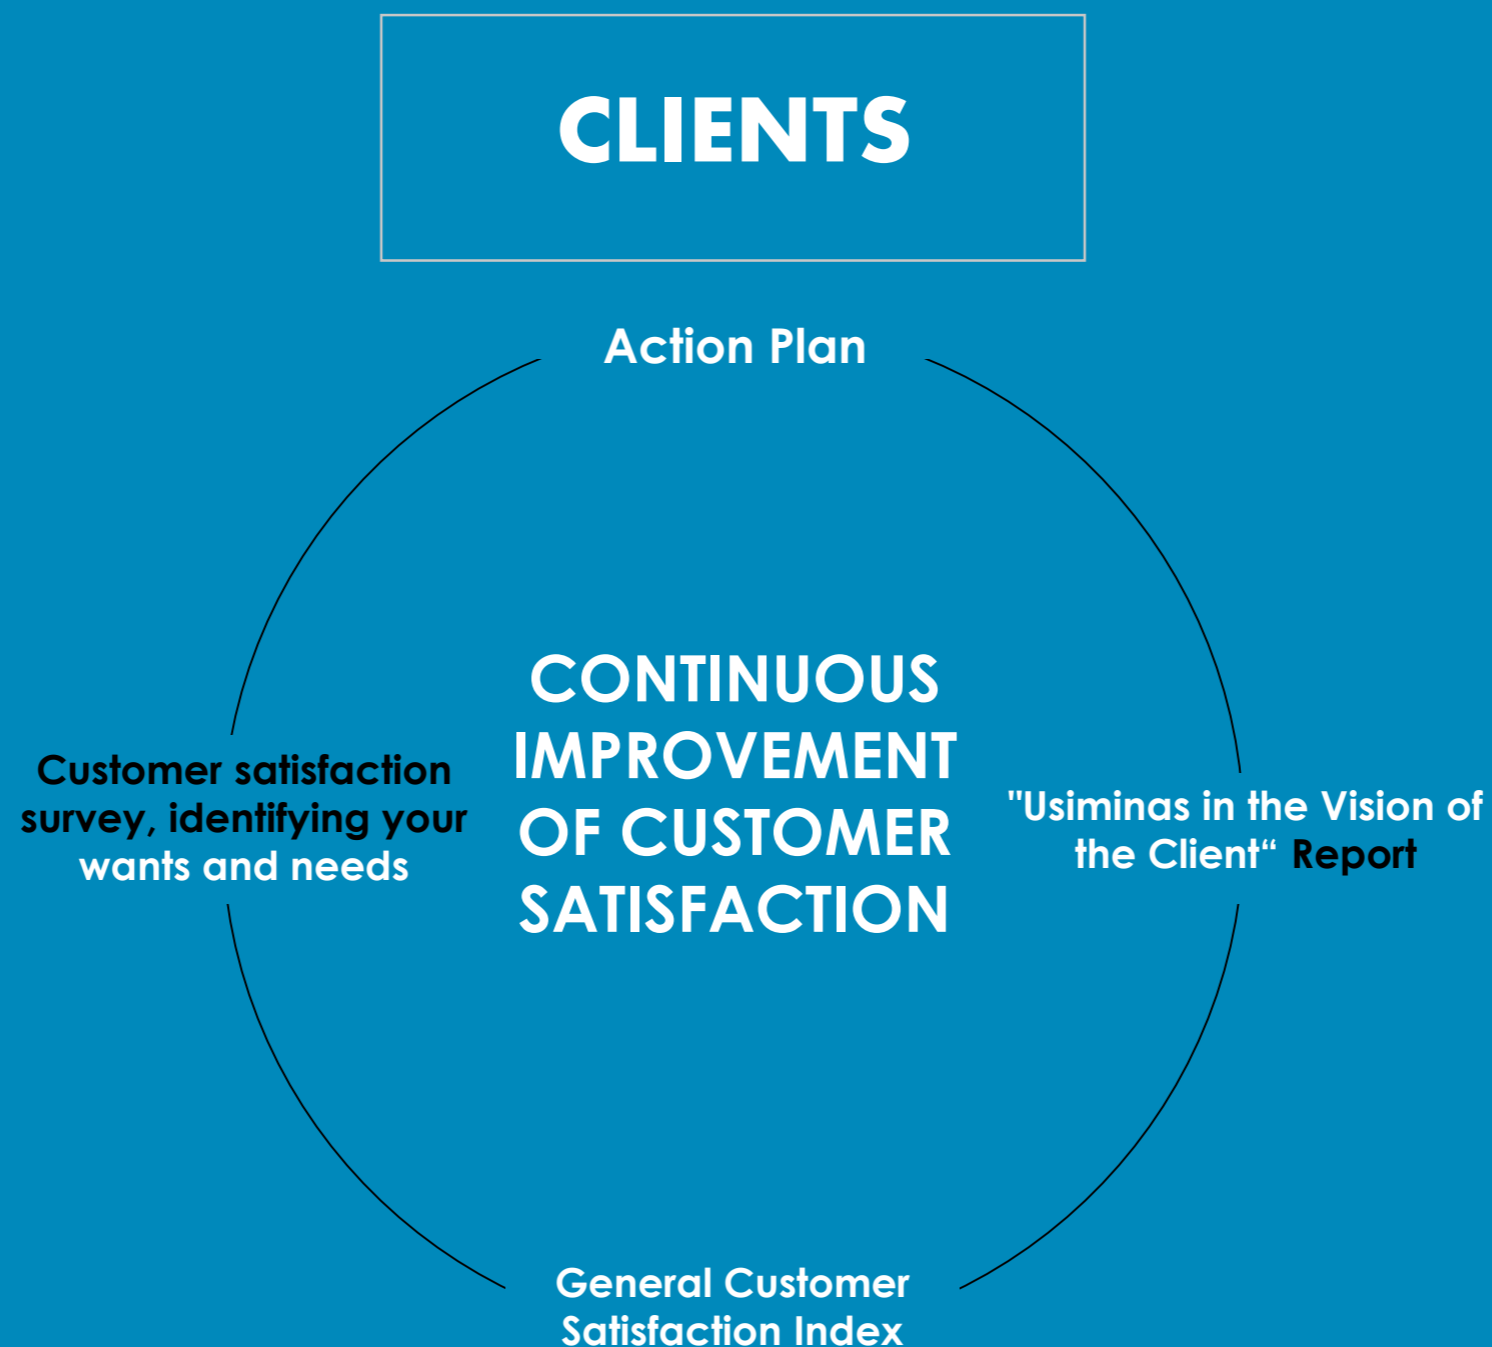 CLIENTS
Action Plan
CONTINUOUS
IMPROVEMENT
OF CUSTOMER
SATISFACTION
Customer satisfaction
survey, identifying your
wants and needs
"Usiminas in the Vision of
the Client“ Report
General Customer
Satisfaction Index